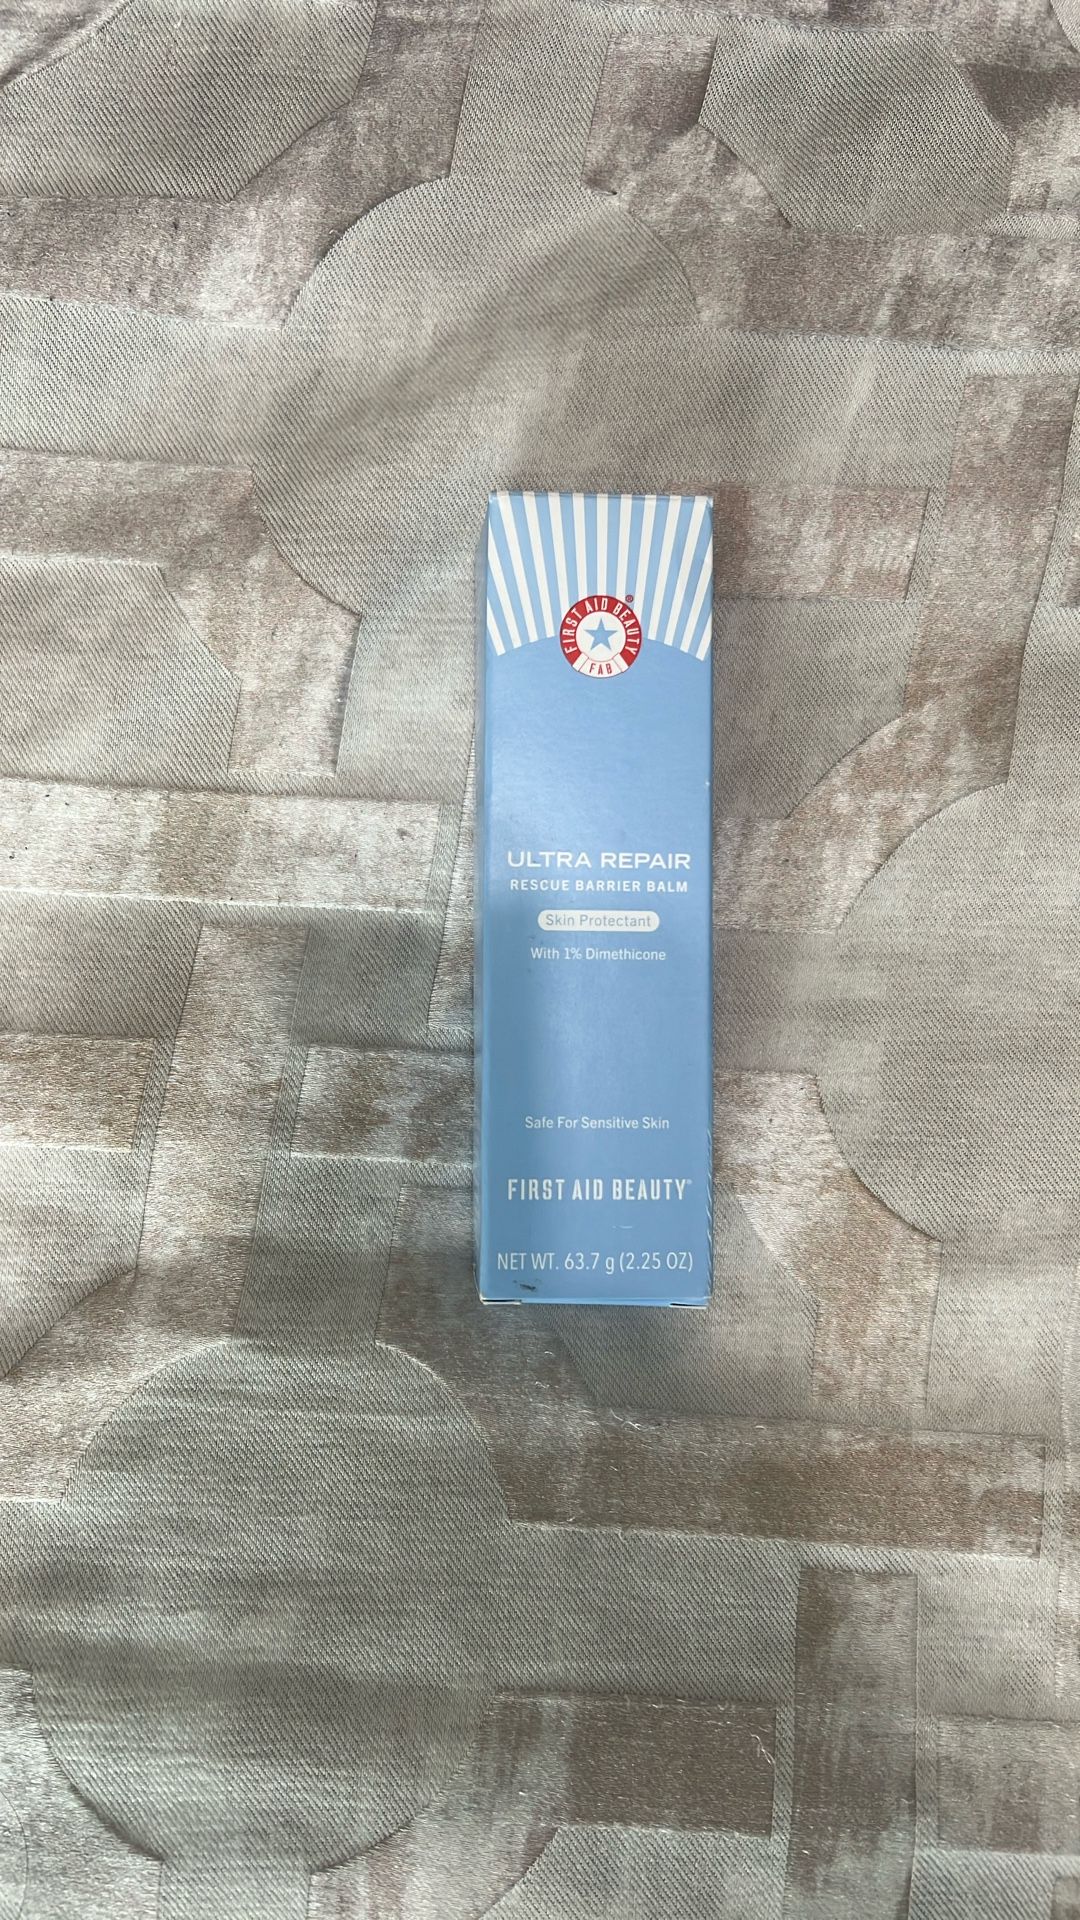 FIRST AID BEAUTY®
FAB
ULTRA REPAIR
RESCUE BARRIER BALM
Skin Protectant
With 1% Dimethicone
Safe For Sensitive Skin
FIRST AID BEAUTY®
NET WT. 63.7 g (2.25 OZ)